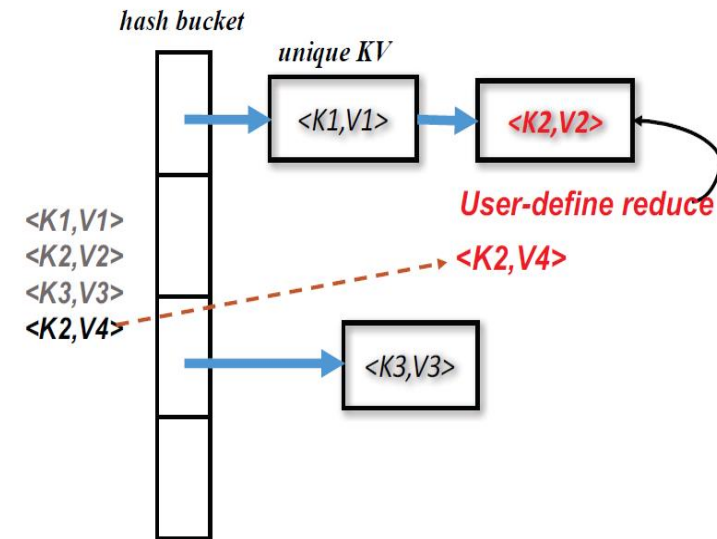 hash bucket
unique KV
<K1,V1>
<K2,V2>
User-define reduce
<K1,V1>
<K2,V2>
<K3,V3>
<K2,V4>
<K2,V4>
<K3,V3>